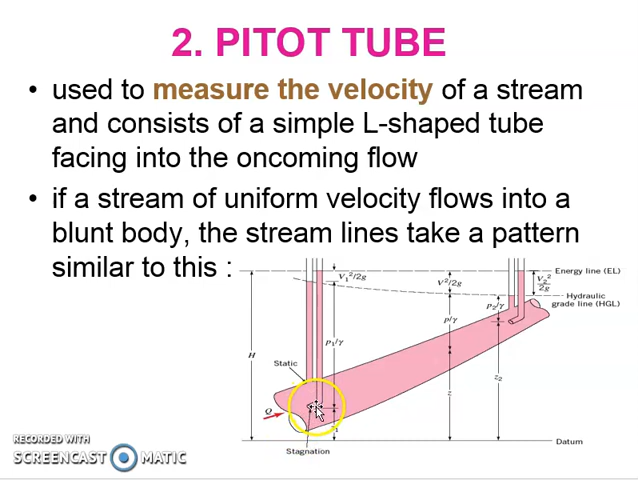 2. PITOT TUBE
• used to measure the velocity of a stream
and consists of a simple L-shaped tube
facing into the oncoming flow
• if a stream of uniform velocity flows into a
blunt body, the stream lines take a pattern
similar to this :
Energy line (EL)
V₁²/2g
V²/2g
V₂²
2g
Hydraulic
grade line (HGL)
p₂/γ
p/γ
p₁/γ
H
Static
z₂
z
Q
Datum
Stagnation
RECORDED WITH
SCREENCAST MATIC